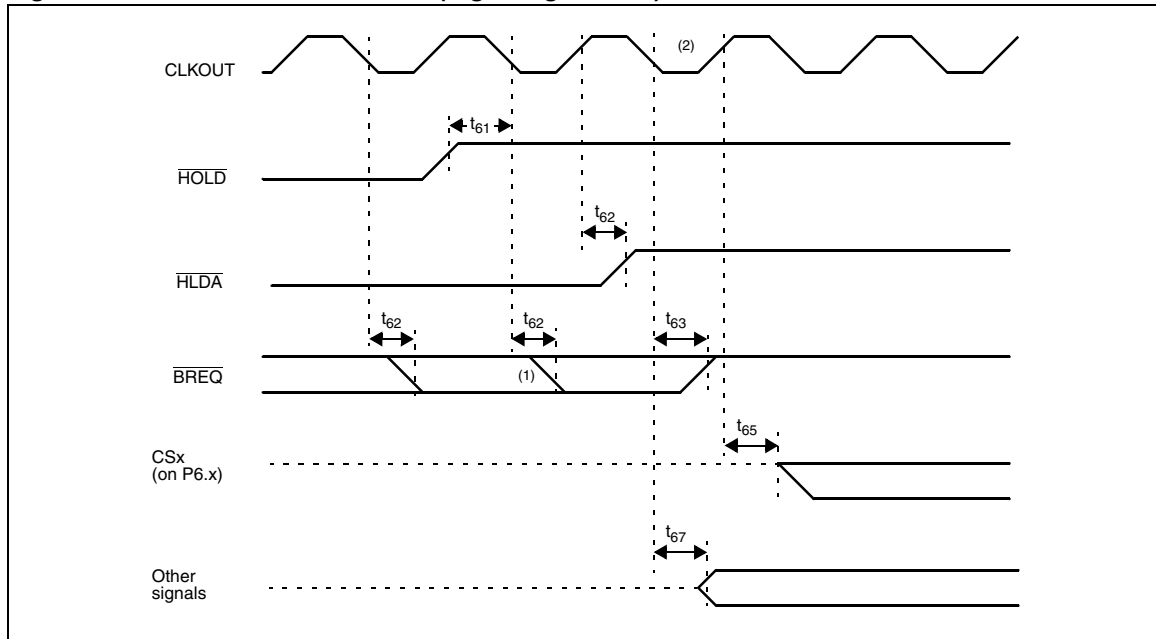 (2)
CLKOUT
t61
HOLD
t62
HLDA
t62
t62
t63
BREQ
(1)
t65
CSx
(on P6.x)
t67
Other
signals